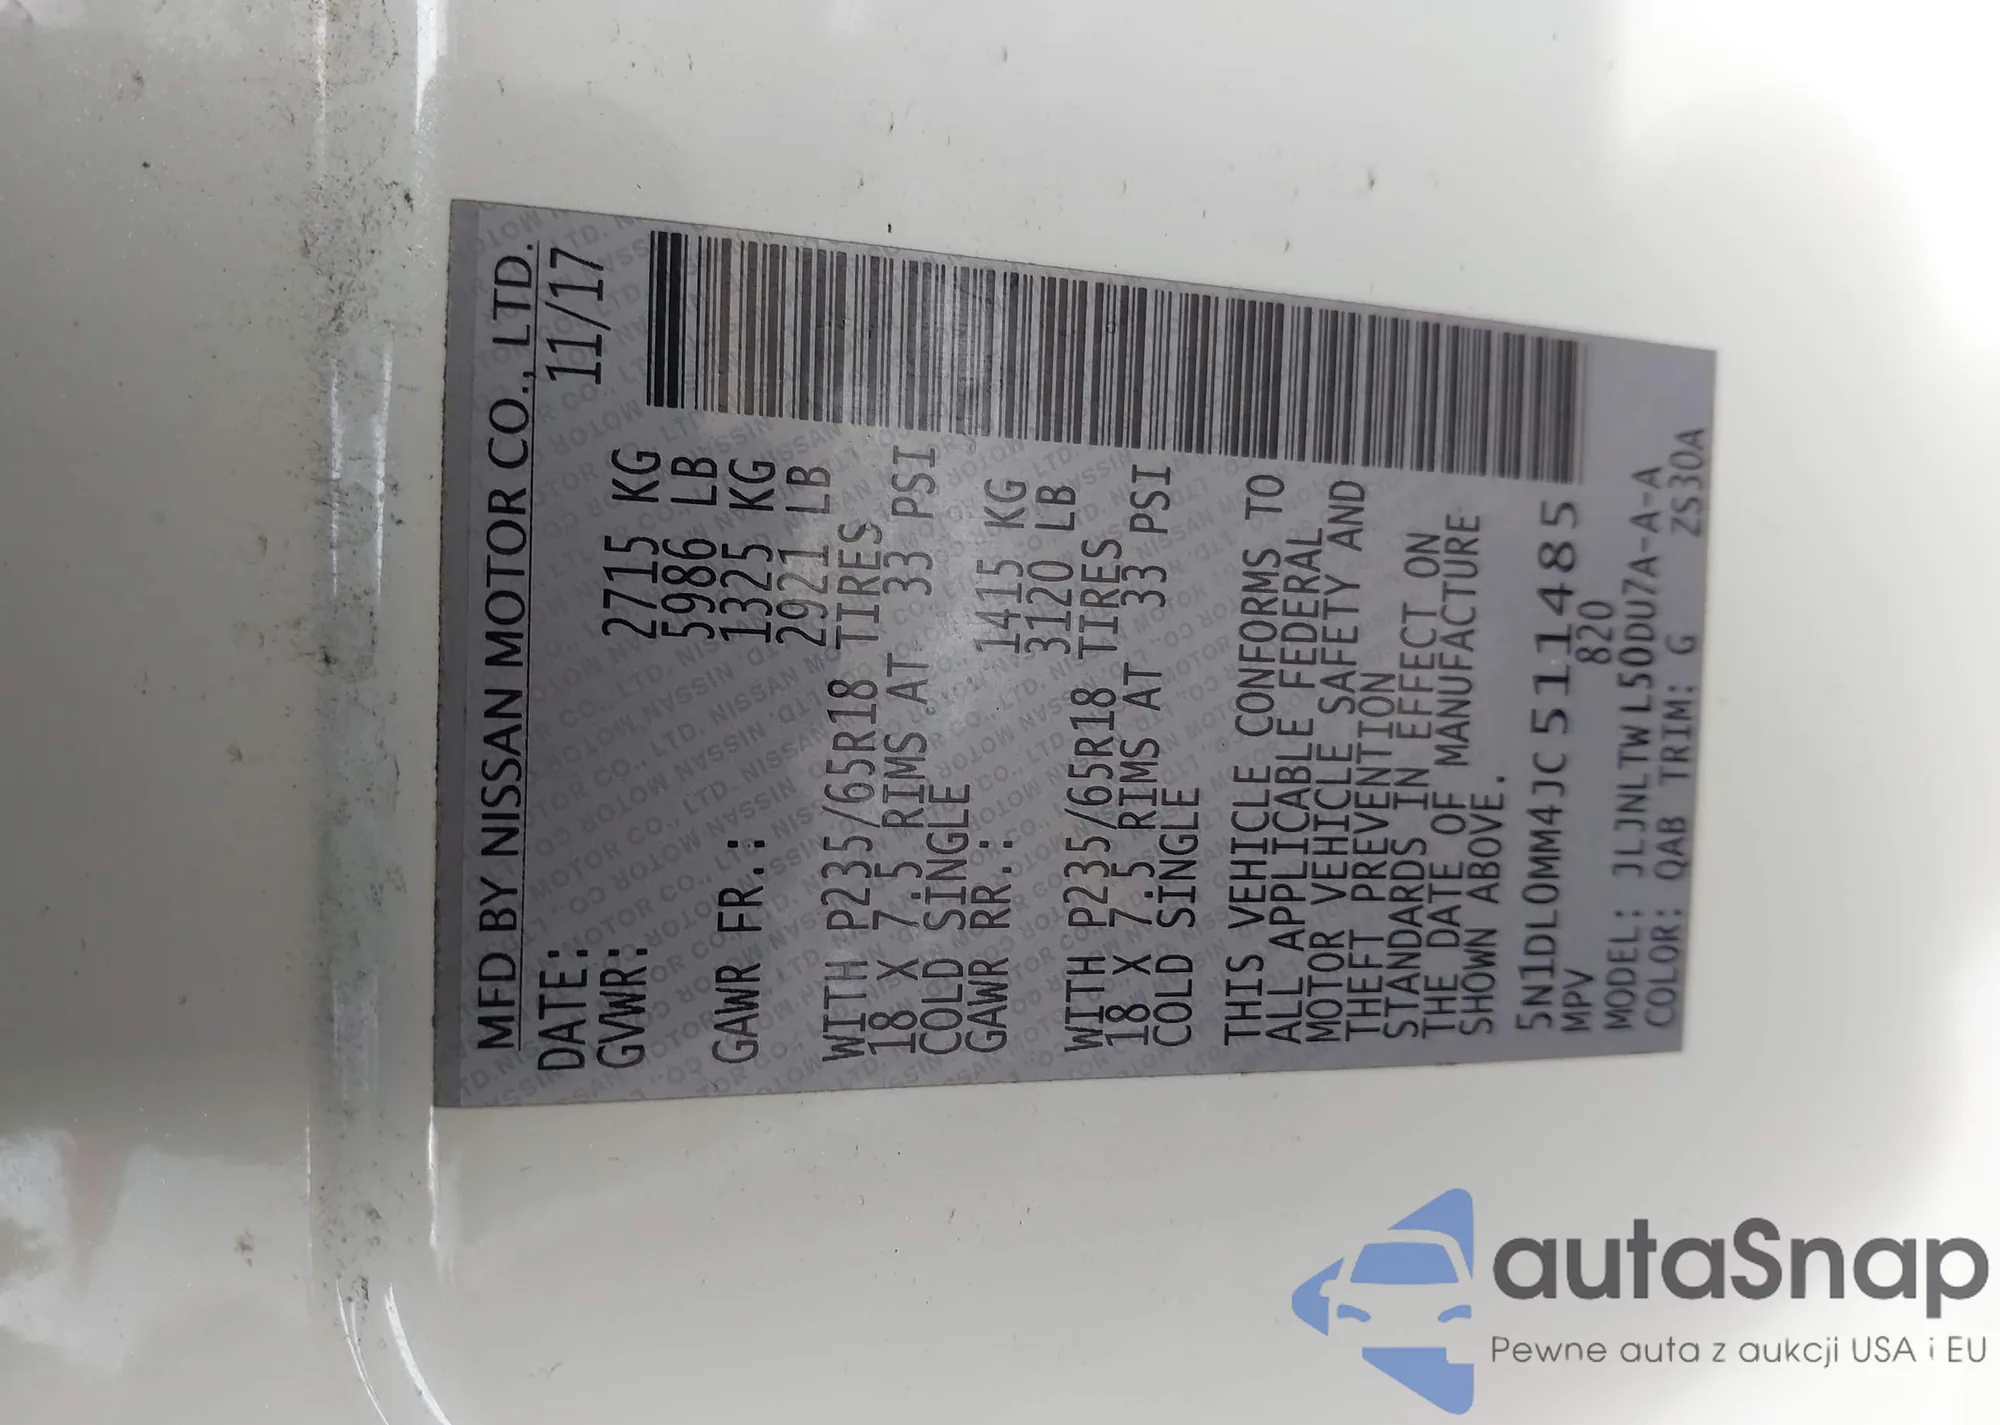 MFD BY NISSAN MOTOR CO., LTD.
DATE: 11/17
GVWR: 2715 KG
5986 LB
GAWR FR.: 1325 KG
2921 LB
WITH P235/65R18 TIRES
18 X 7.5 RIMS AT 33 PSI
COLD SINGLE
GAWR RR.: 1415 KG
3120 LB
WITH P235/65R18 TIRES
18 X 7.5 RIMS AT 33 PSI
COLD SINGLE
THIS VEHICLE CONFORMS TO
ALL APPLICABLE FEDERAL
MOTOR VEHICLE SAFETY AND
THEFT PREVENTION
STANDARDS IN EFFECT ON
THE DATE OF MANUFACTURE
SHOWN ABOVE.
5N1DL0MM4JC511485
MPV 820
MODEL: JLJNLTWL50DU7A-A-A
COLOR: QAB TRIM: G ZS30A
autaSnap
Pewne auta z aukcji USA i EU